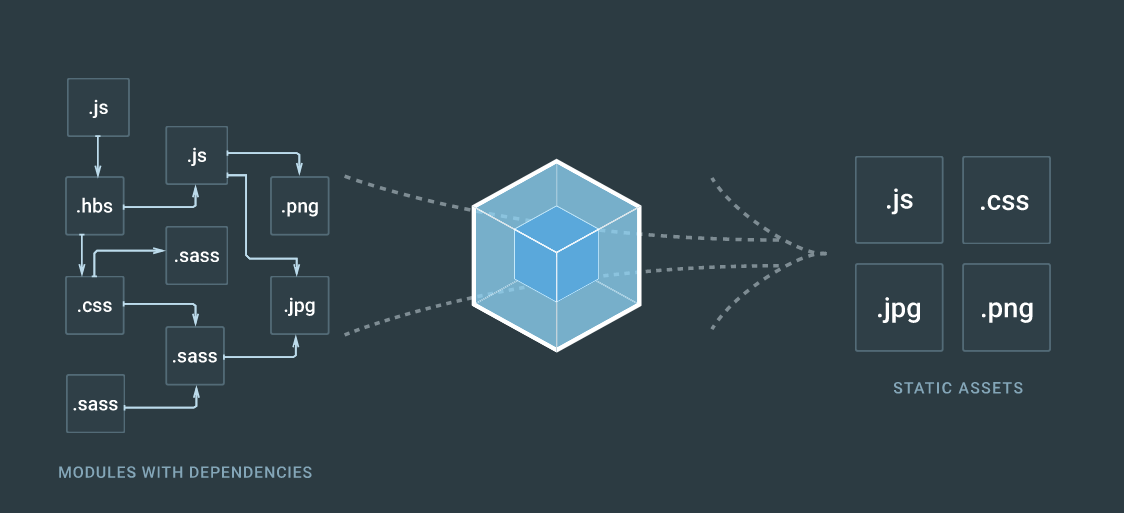 .js
.js
.hbs
.png
.sass
.css
.jpg
.sass
.sass
MODULES WITH DEPENDENCIES
.js
.css
.jpg
.png
STATIC ASSETS